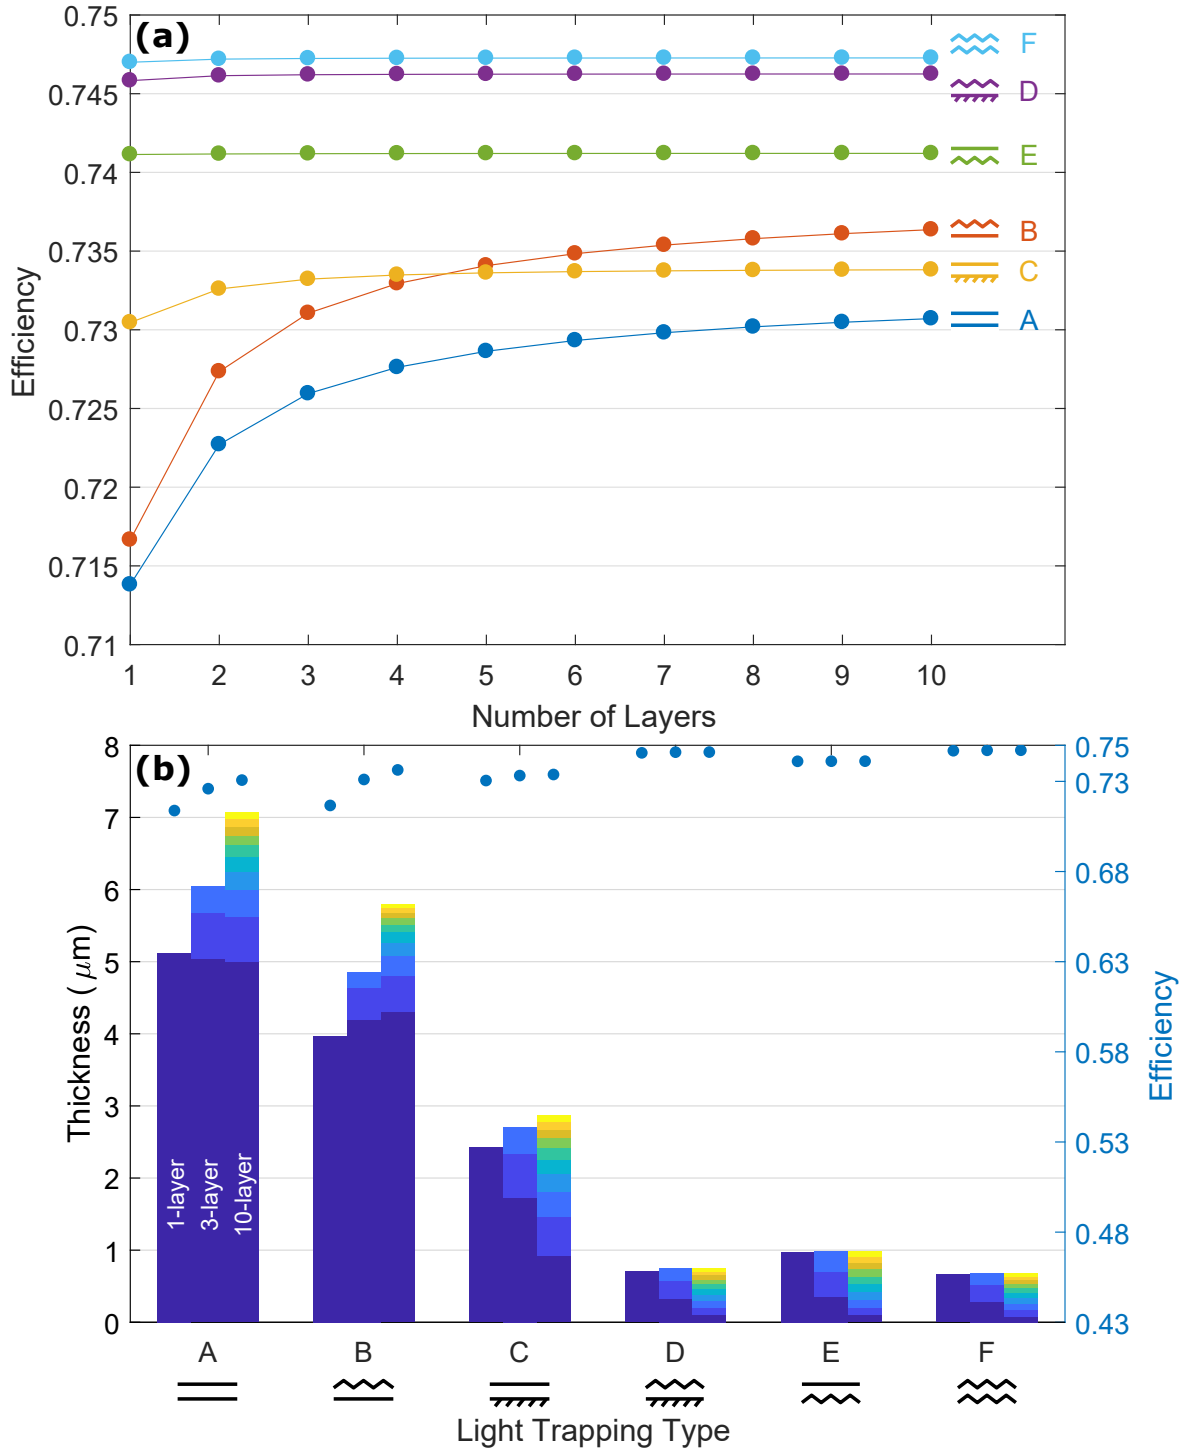 (a)
0.75
0.745
0.74
0.735
0.73
0.725
0.72
0.715
0.71
Efficiency
F
D
E
B
C
A
1 2 3 4 5 6 7 8 9 10
Number of Layers
(b)
8
7
6
5
4
3
2
1
0
Thickness (μm)
1-layer
3-layer
10-layer
0.75
0.73
0.68
0.63
0.58
0.53
0.48
0.43
Efficiency
A B C D E F
Light Trapping Type